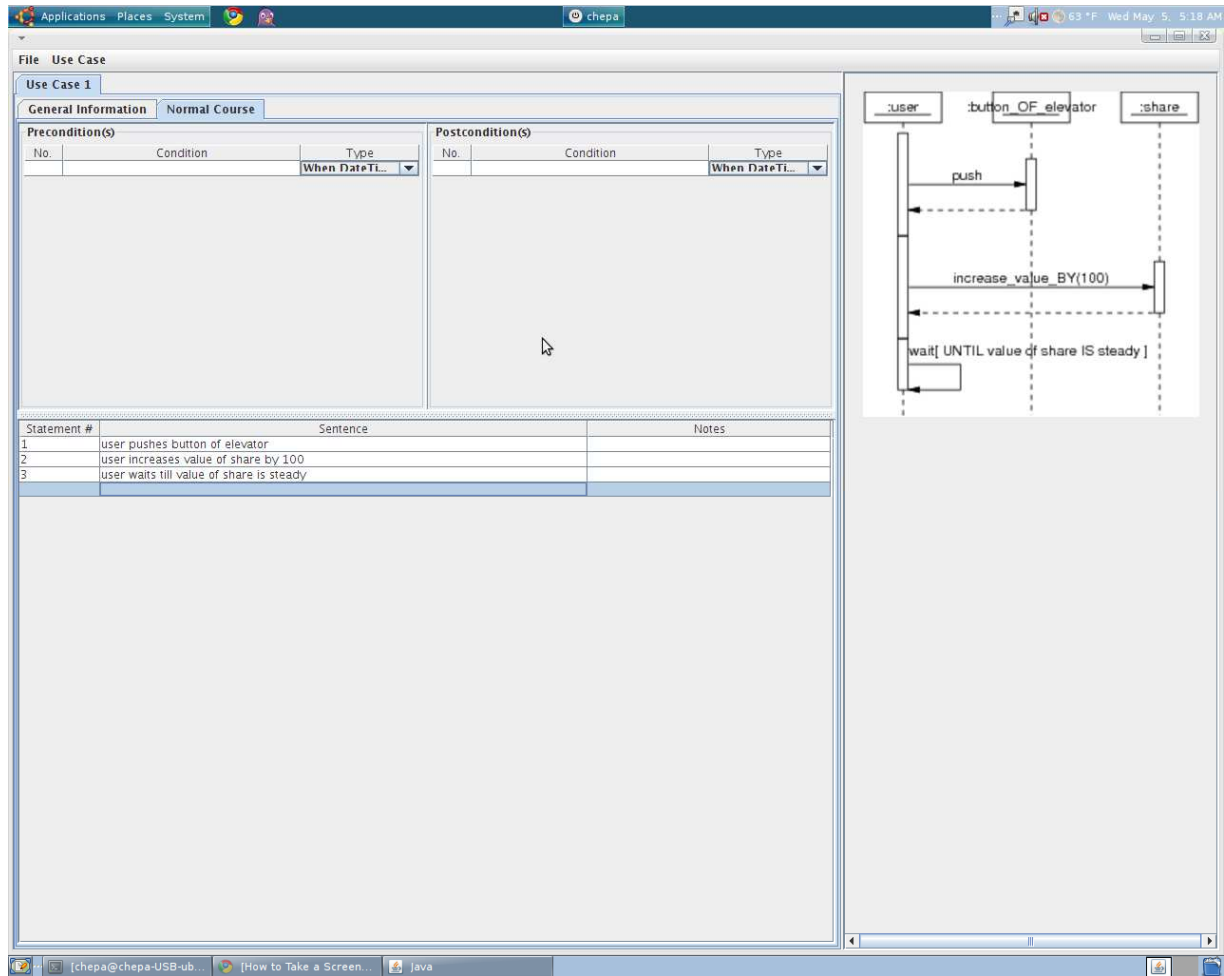 Applications Places System chepa 63 °F Wed May 5, 5:18 AM
File Use Case
Use Case 1
General Information Normal Course
Precondition(s) Postcondition(s)
No. Condition Type No. Condition Type
When DateTi... When DateTi...
Statement # Sentence Notes
1 user pushes button of elevator
2 user increases value of share by 100
3 user waits till value of share is steady
:user :button_OF_elevator :share
push
increase_value_BY(100)
wait[ UNTIL value of share IS steady ]
[chepa@chepa-USB-ub... [How to Take a Screen... Java